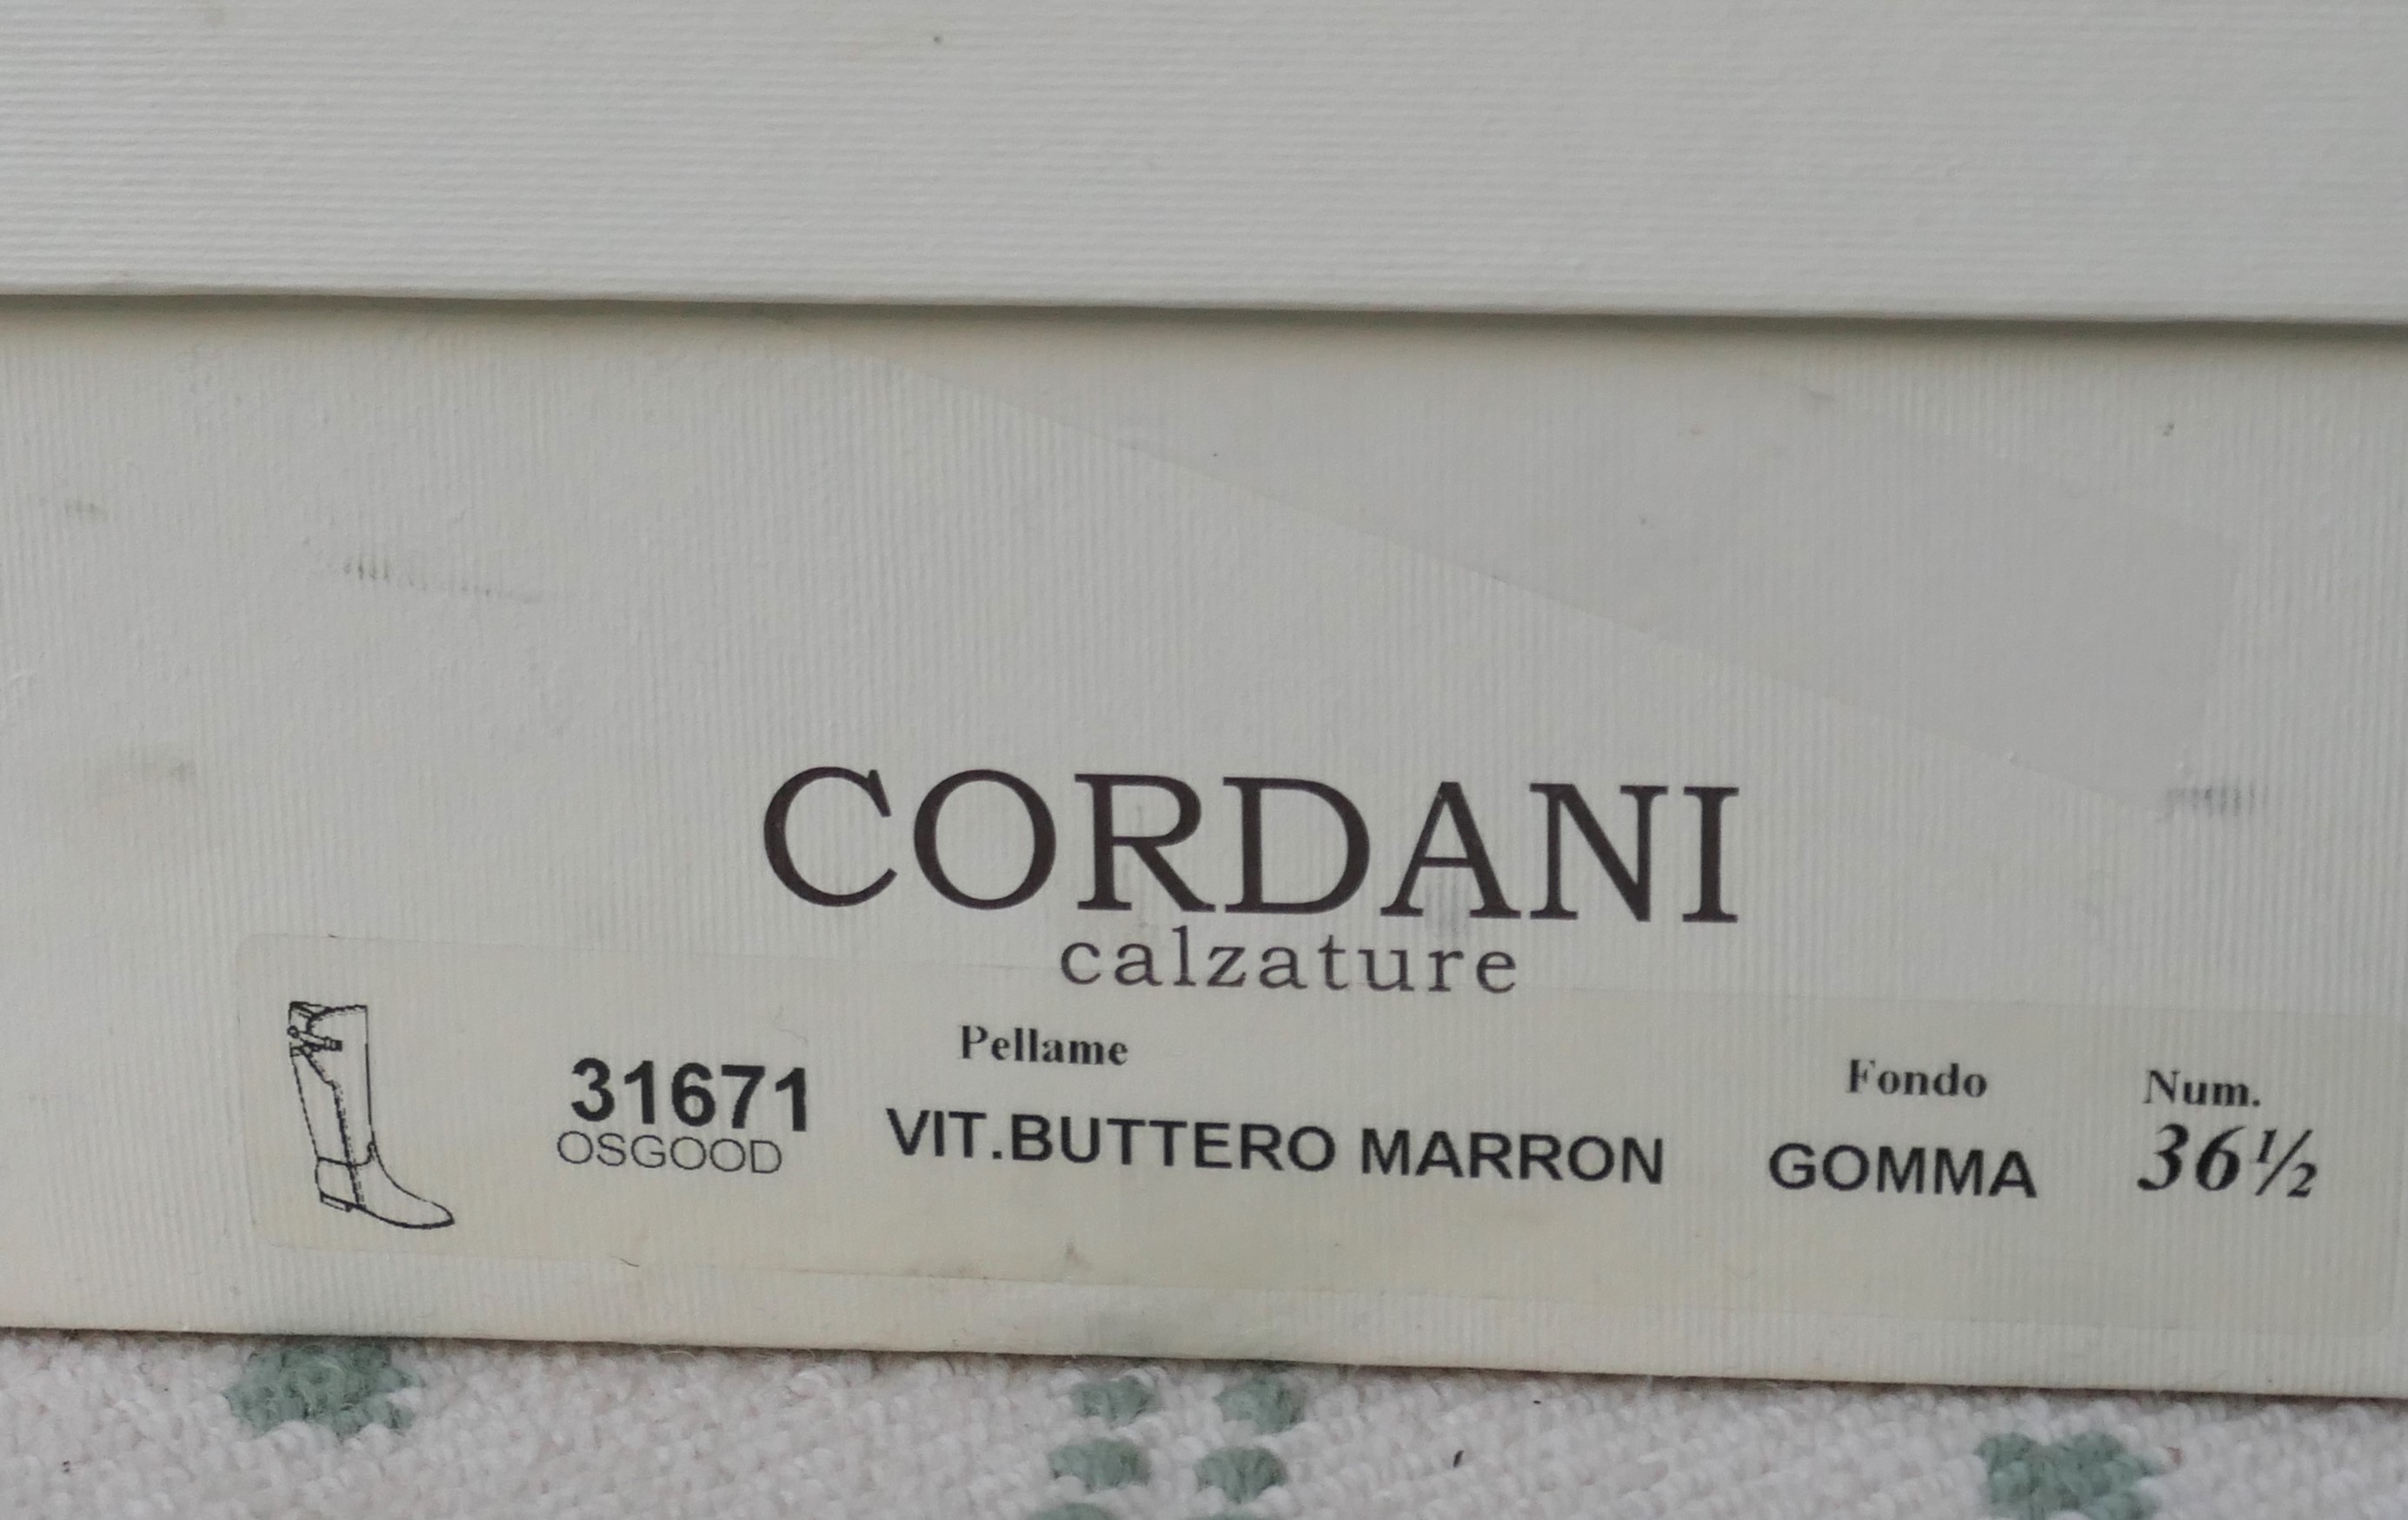 CORDANI
calzature
31671
OSGOOD
Pellame
VIT.BUTTERO MARRON
Fondo
GOMMA
Num.
36½